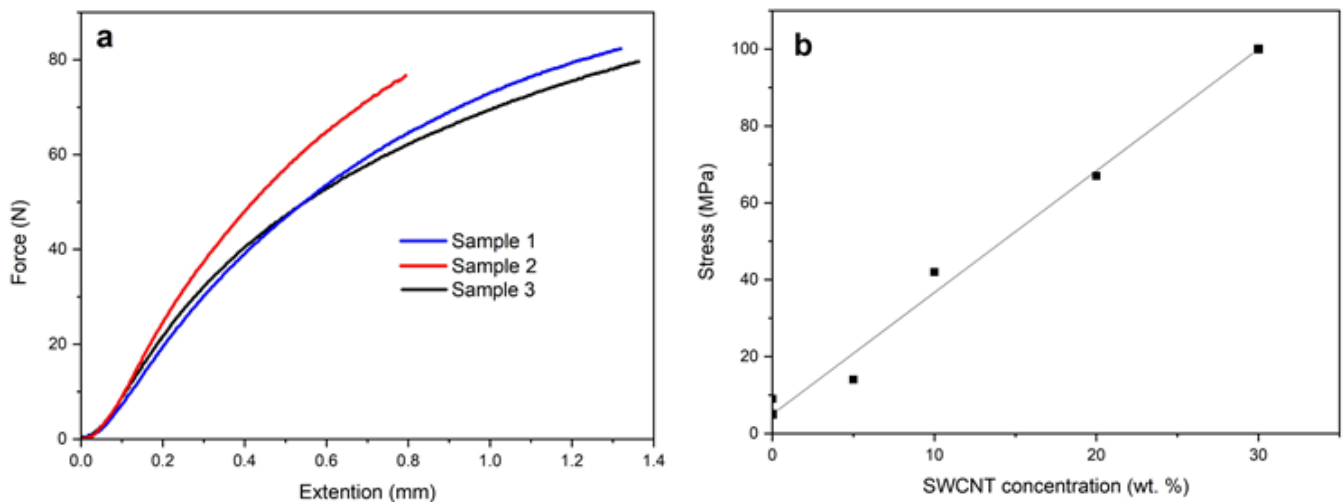 a
80
60
40
20
0
Force (N)
Sample 1
Sample 2
Sample 3
0.0 0.2 0.4 0.6 0.8 1.0 1.2 1.4
Extention (mm)
b
100
80
60
40
20
0
Stress (MPa)
0 10 20 30
SWCNT concentration (wt. %)